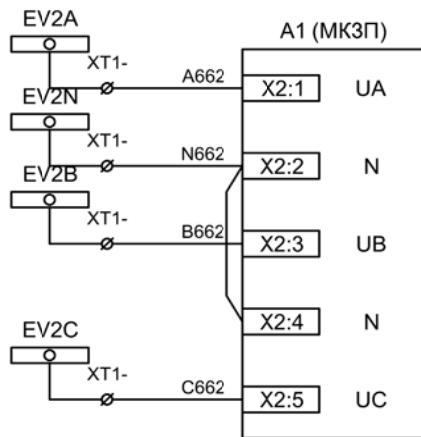 EV2A
A1 (МКЗП)
XT1-
A662
X2:1
UA
EV2N
XT1-
N662
X2:2
N
EV2B
XT1-
B662
X2:3
UB
X2:4
N
EV2C
XT1-
C662
X2:5
UC